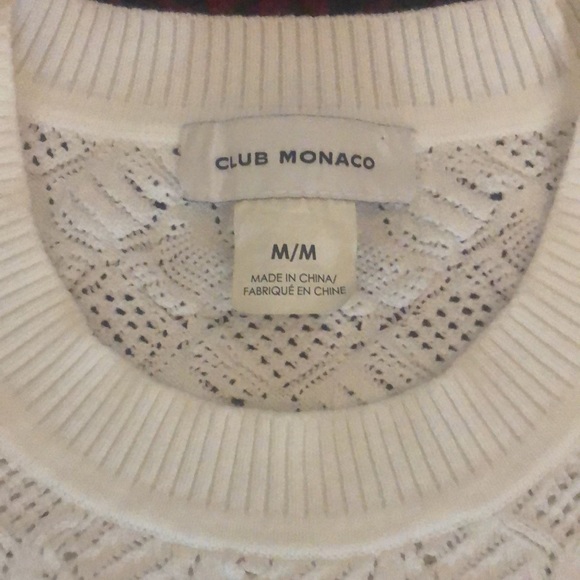 CLUB MONACO
M/M
MADE IN CHINA/
FABRIQUÉ EN CHINE